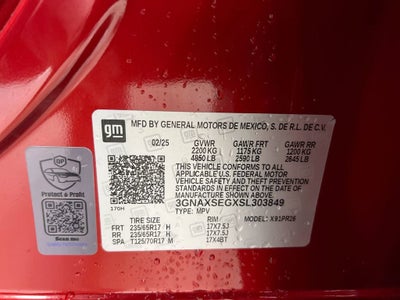 gm
MFD BY GENERAL MOTORS DE MEXICO, S. DE R.L. DE C.V.
02/25 GVWR GAWR FRT GAWR RR
2200 KG 1175 KG 1200 KG
4850 LB 2590 LB 2645 LB
THIS VEHICLE CONFORMS TO ALL
APPLICABLE U.S. FEDERAL MOTOR
VEHICLE SAFETY AND THEFT
PREVENTION STANDARDS IN EFFECT
ON THE DATE OF MANUFACTURE
SHOWN ABOVE.
3GNAXSEGXSL303849
170H TYPE: MPV MODEL: X91PR26
TIRE SIZE RIM
FRT 235/65R17 H 17X7.5J
RR 235/65R17 H 17X7.5J
SPA T125/70R17 M 17X4BT
GP
Protect & Profit
Scan me